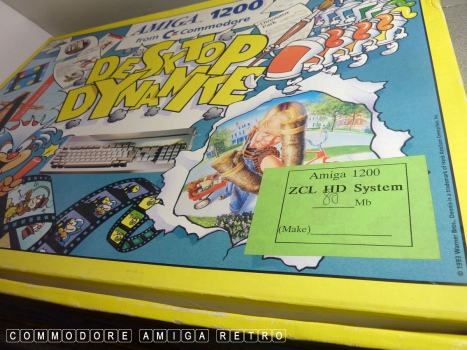 AMIGA 1200
from Commodore
DESKTOP
DYNAMITE
Amiga 1200
ZCL HD System
80 Mb
(Make)
COMMODORE AMIGA RETRO